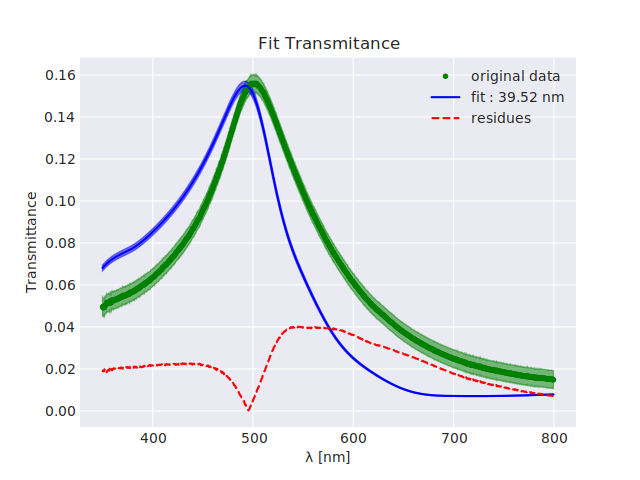 Fit Transmitance
Transmittance
0.16
0.14
0.12
0.10
0.08
0.06
0.04
0.02
0.00
original data
fit : 39.52 nm
residues
400 500 600 700 800
λ [nm]